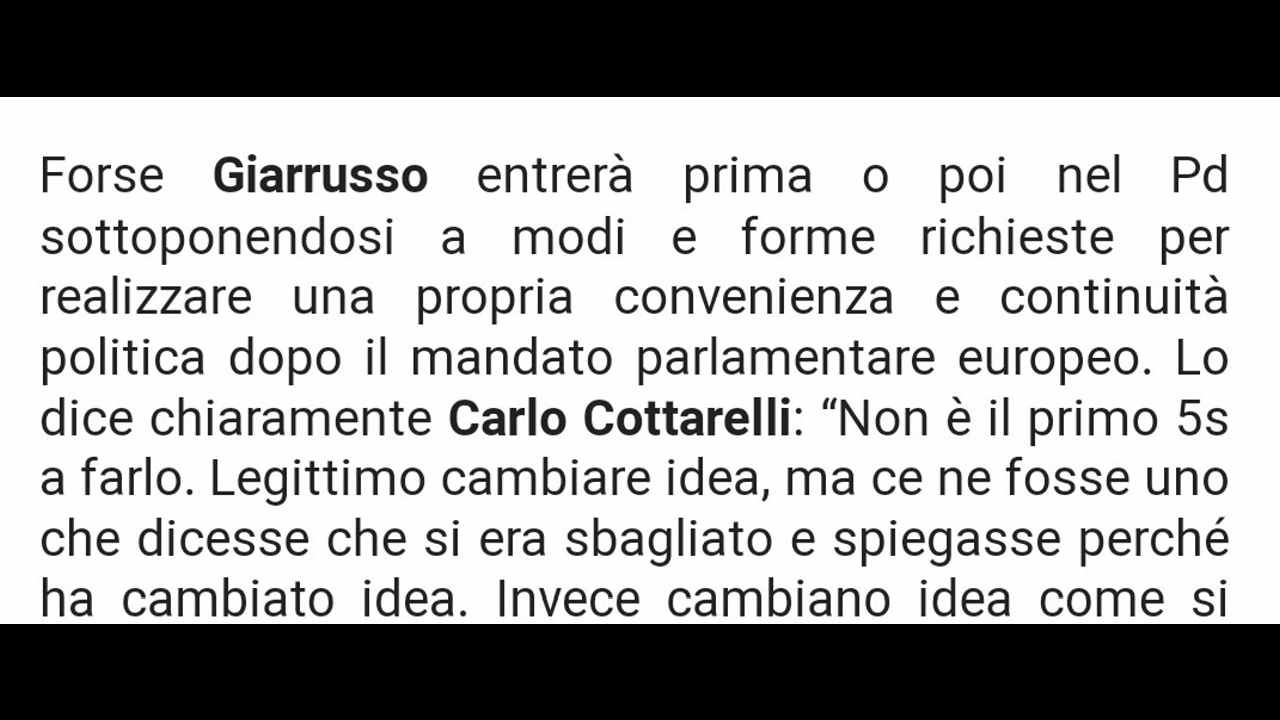 Forse Giarrusso entrerà prima o poi nel Pd
sottoponendosi a modi e forme richieste per
realizzare una propria convenienza e continuità
politica dopo il mandato parlamentare europeo. Lo
dice chiaramente Carlo Cottarelli: “Non è il primo 5s
a farlo. Legittimo cambiare idea, ma ce ne fosse uno
che dicesse che si era sbagliato e spiegasse perché
ha cambiato idea. Invece cambiano idea come si